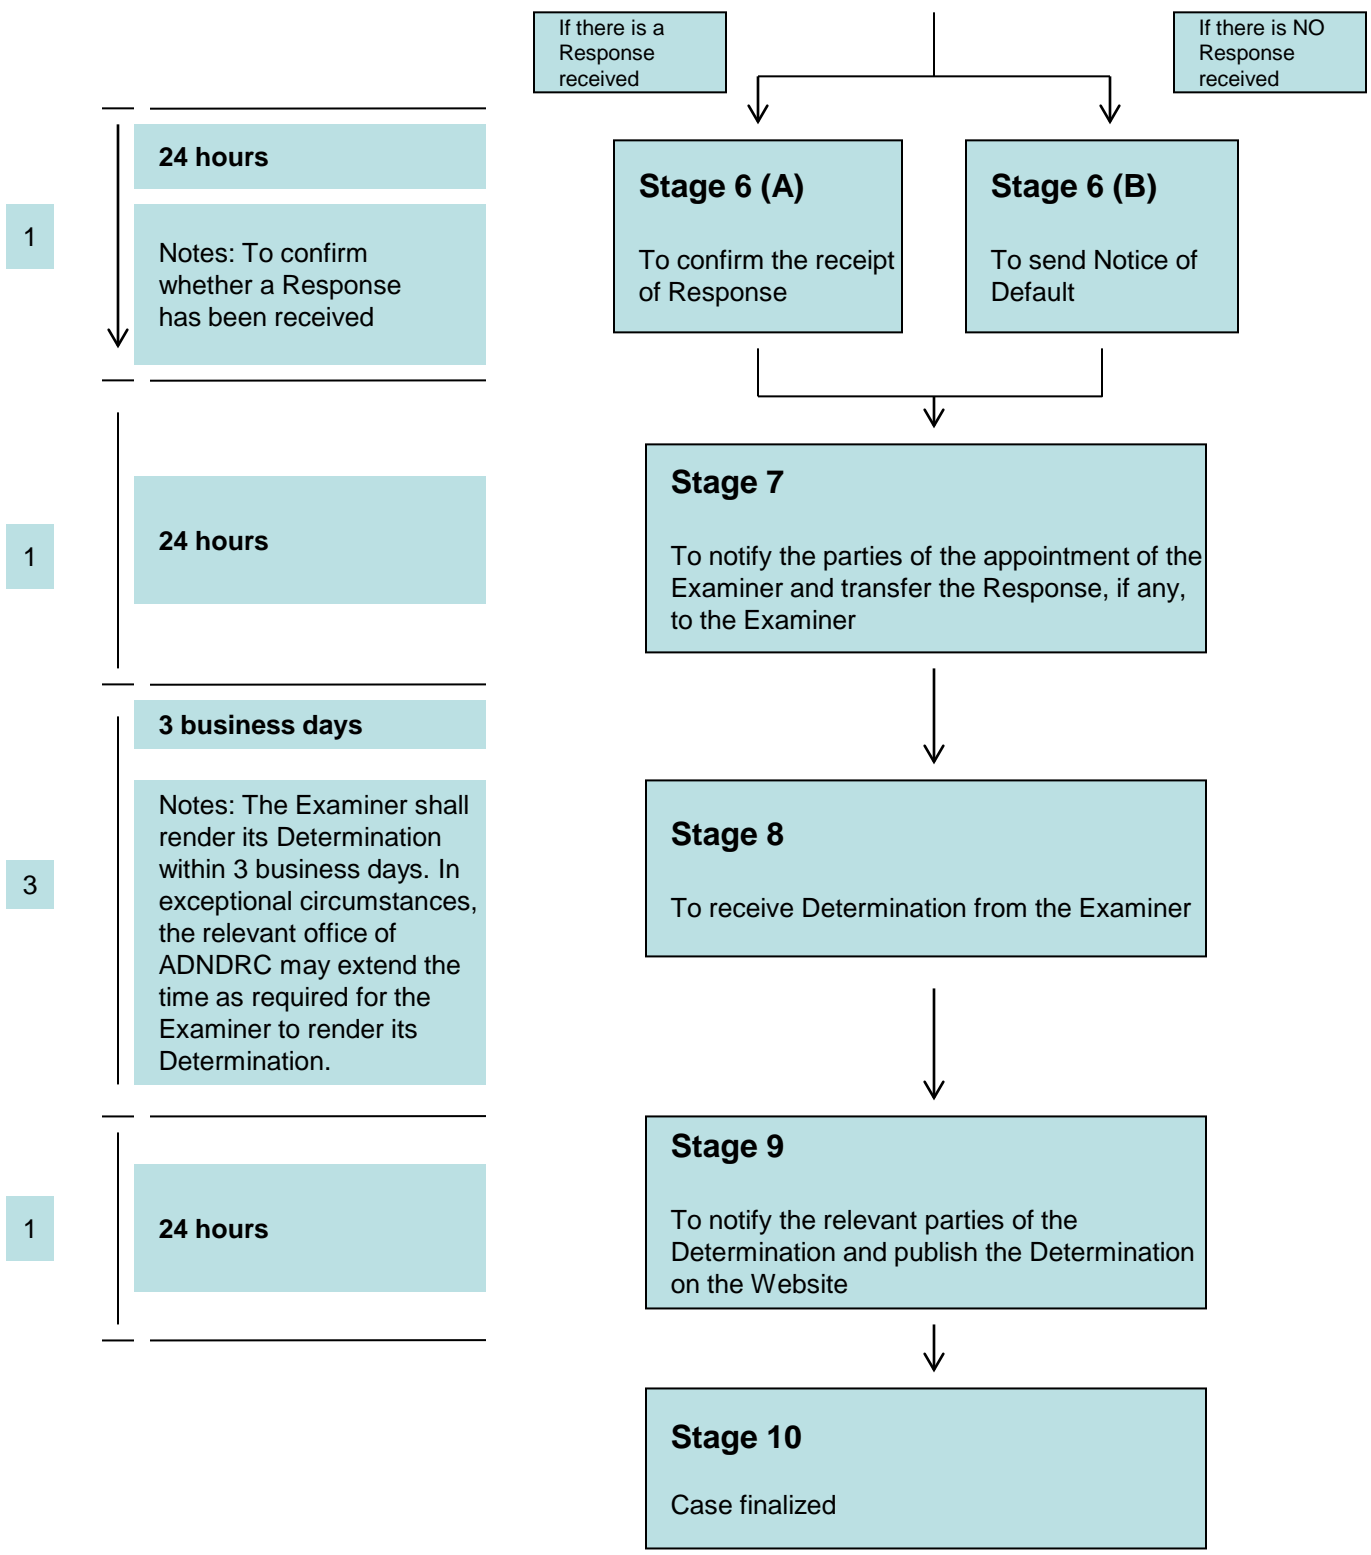 If there is a
Response
received
If there is NO
Response
received
24 hours
1
Notes: To confirm
whether a Response
has been received
Stage 6 (A)
To confirm the receipt
of Response
Stage 6 (B)
To send Notice of
Default
1
24 hours
Stage 7
To notify the parties of the appointment of the
Examiner and transfer the Response, if any,
to the Examiner
3 business days
3
Notes: The Examiner shall
render its Determination
within 3 business days. In
exceptional circumstances,
the relevant office of
ADNDRC may extend the
time as required for the
Examiner to render its
Determination.
Stage 8
To receive Determination from the Examiner
1
24 hours
Stage 9
To notify the relevant parties of the
Determination and publish the Determination
on the Website
Stage 10
Case finalized